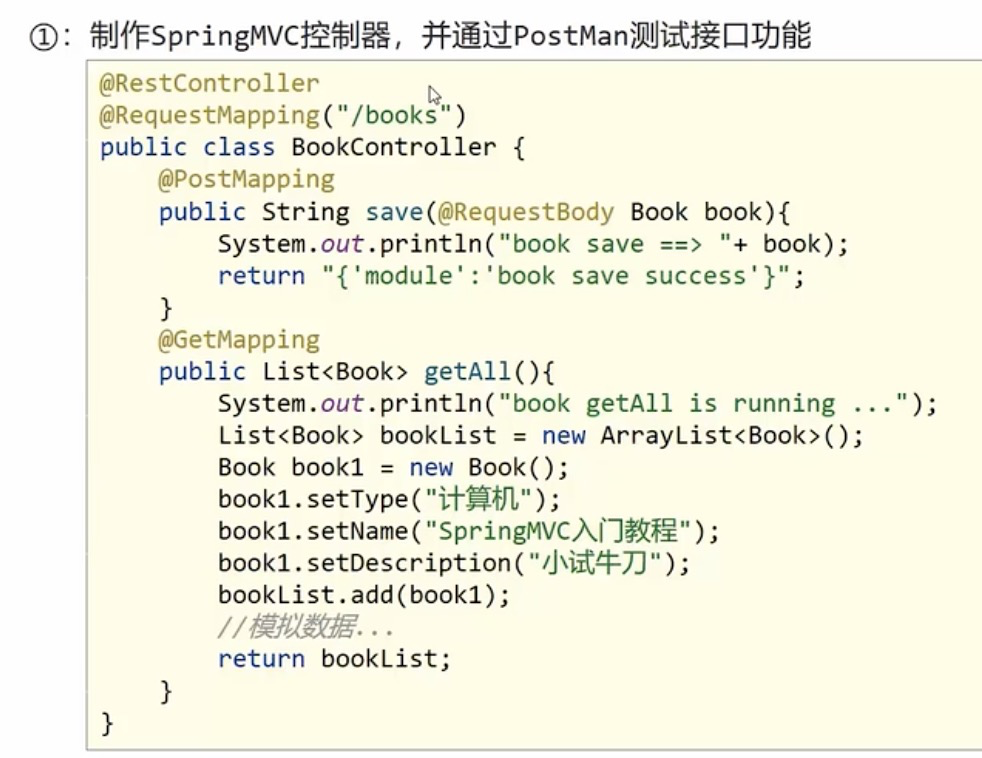 ①：制作SpringMVC控制器，并通过PostMan测试接口功能
@RestController
@RequestMapping("/books")
public class BookController {
    @PostMapping
    public String save(@RequestBody Book book){
        System.out.println("book save ==> "+ book);
        return "{'module':'book save success'}";
    }
    @GetMapping
    public List<Book> getAll(){
        System.out.println("book getAll is running ...");
        List<Book> bookList = new ArrayList<Book>();
        Book book1 = new Book();
        book1.setType("计算机");
        book1.setName("SpringMVC入门教程");
        book1.setDescription("小试牛刀");
        bookList.add(book1);
        //模拟数据...
        return bookList;
    }
}